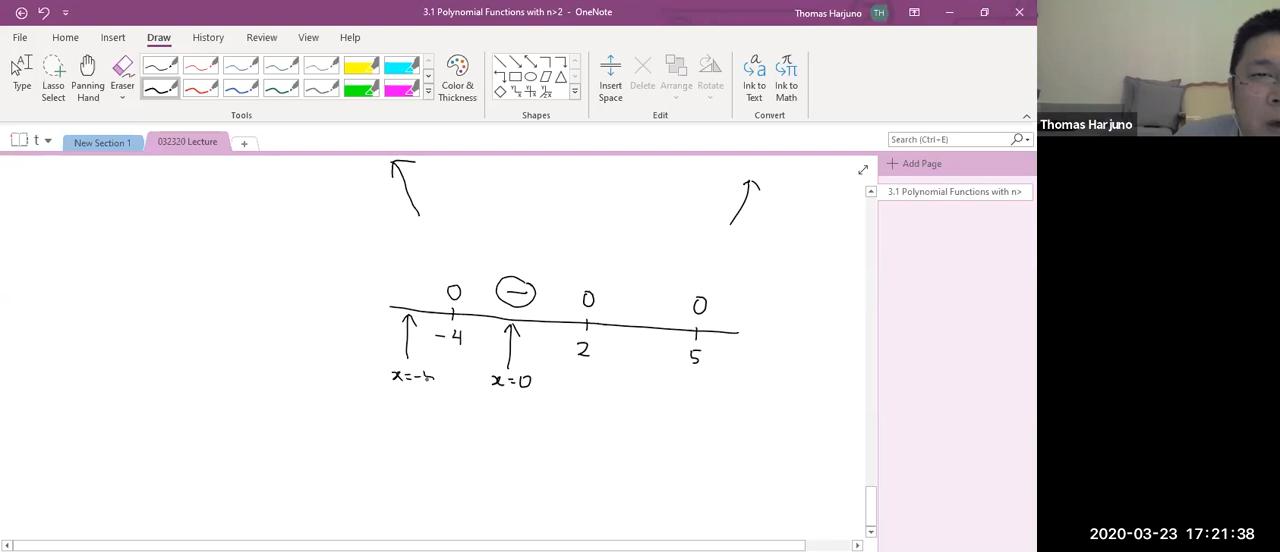 3.1 Polynomial Functions with n>2 - OneNote
Thomas Harjuno TH
File Home Insert Draw History Review View Help
Type
Lasso Select
Panning Hand
Eraser
Color & Thickness
Insert Space
Delete
Arrange
Rotate
Ink to Text
Ink to Math
Tools Shapes Edit Convert
t New Section 1 032320 Lecture
Search (Ctrl+E)
Add Page
3.1 Polynomial Functions with n>
Thomas Harjuno
0 − 0 0
-4 2 5
x=0
2020-03-23 17:21:38